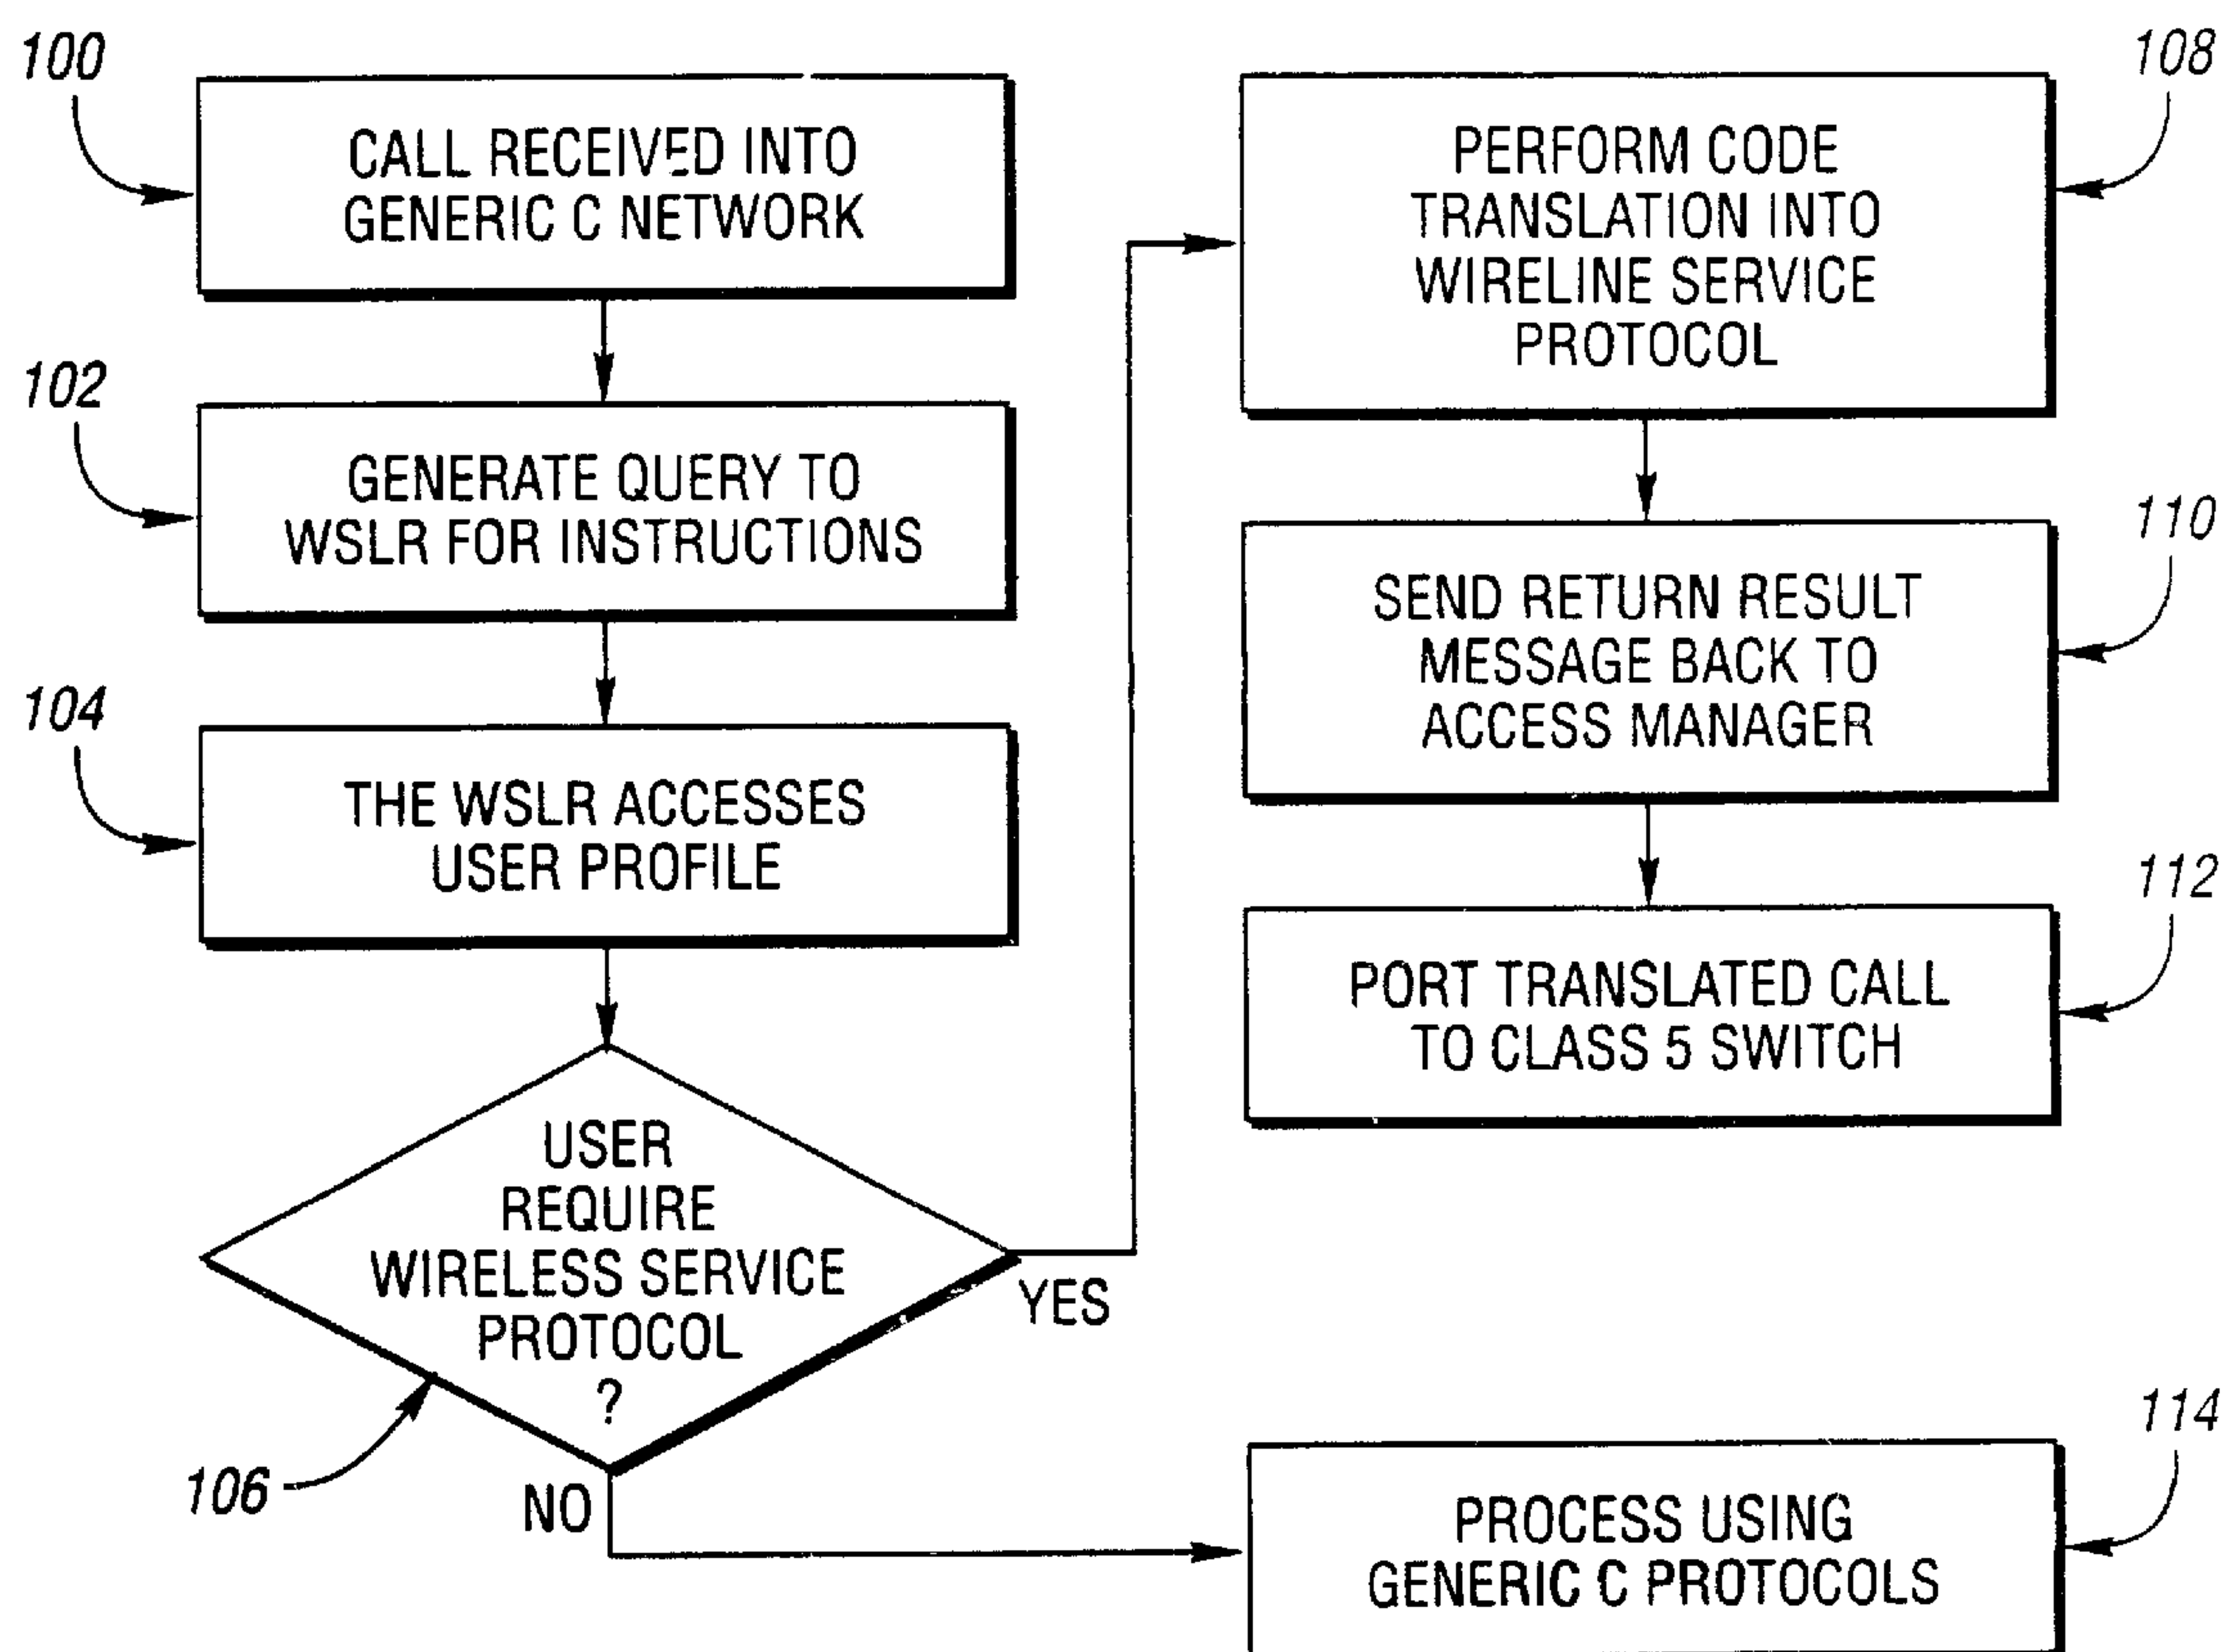 100
CALL RECEIVED INTO
GENERIC C NETWORK
102
GENERATE QUERY TO
WSLR FOR INSTRUCTIONS
104
THE WSLR ACCESSES
USER PROFILE
USER
REQUIRE
WIRELESS SERVICE
PROTOCOL
?
106
YES
NO
108
PERFORM CODE
TRANSLATION INTO
WIRELINE SERVICE
PROTOCOL
110
SEND RETURN RESULT
MESSAGE BACK TO
ACCESS MANAGER
112
PORT TRANSLATED CALL
TO CLASS 5 SWITCH
114
PROCESS USING
GENERIC C PROTOCOLS